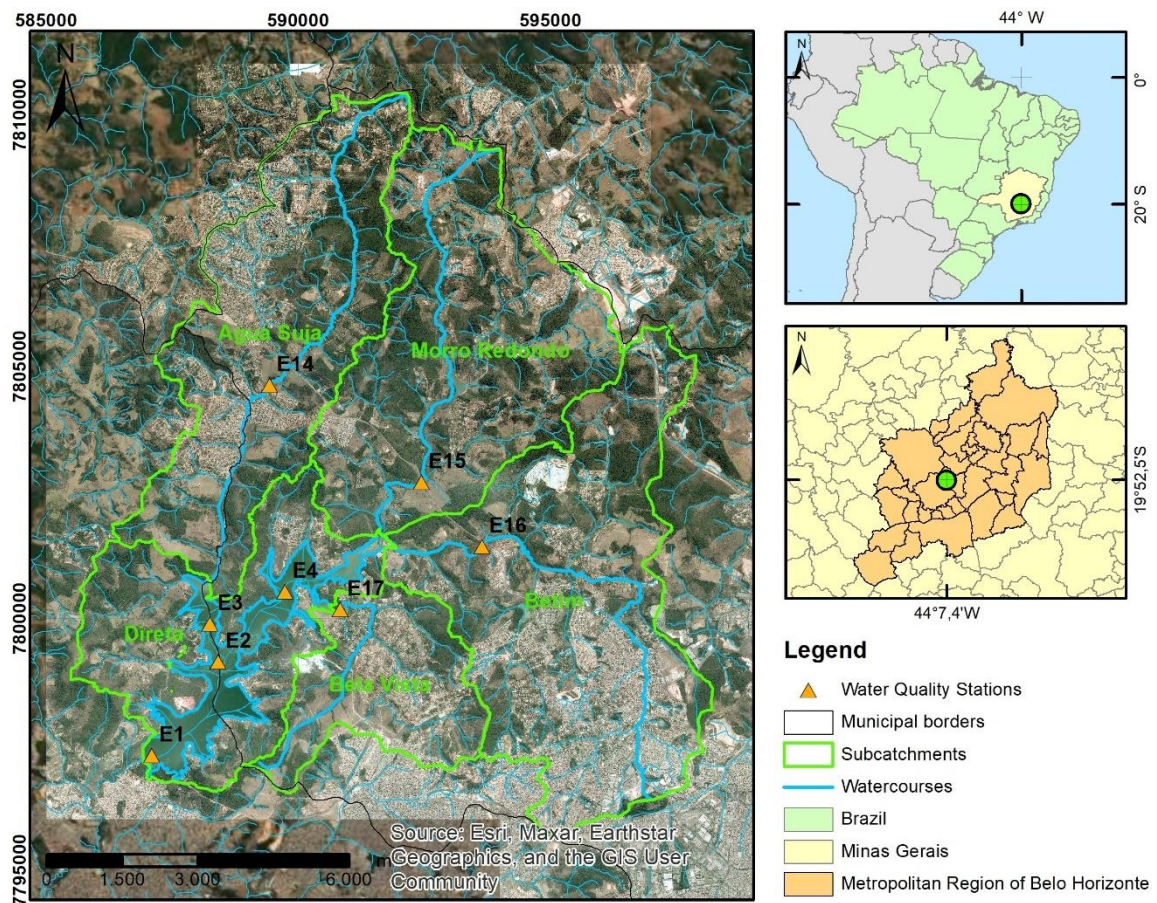 585000 590000 595000
N
7810000
7805000
7800000
7795000
Agua Suja
E14
Morro Redondo
E15
E16
E4
E17
E3
Betim
Direta
E2
Bela Vista
E1
Source: Esri, Maxar, Earthstar
Geographics, and the GIS User
Community
m
0 1.500 3.000 6.000
44° W
N
0°
20° S
N
19°52,5'S
44°7,4'W
Legend
Water Quality Stations
Municipal borders
Subcatchments
Watercourses
Brazil
Minas Gerais
Metropolitan Region of Belo Horizonte